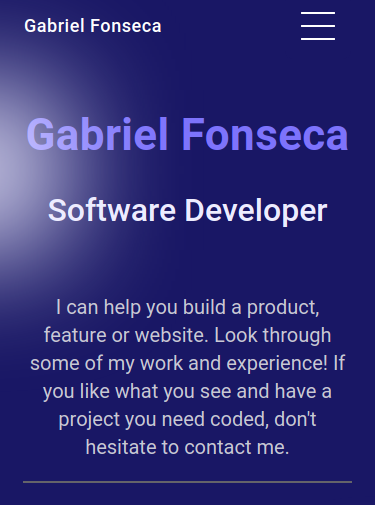 Gabriel Fonseca
Gabriel Fonseca
Software Developer
I can help you build a product,
feature or website. Look through
some of my work and experience! If
you like what you see and have a
project you need coded, don't
hesitate to contact me.